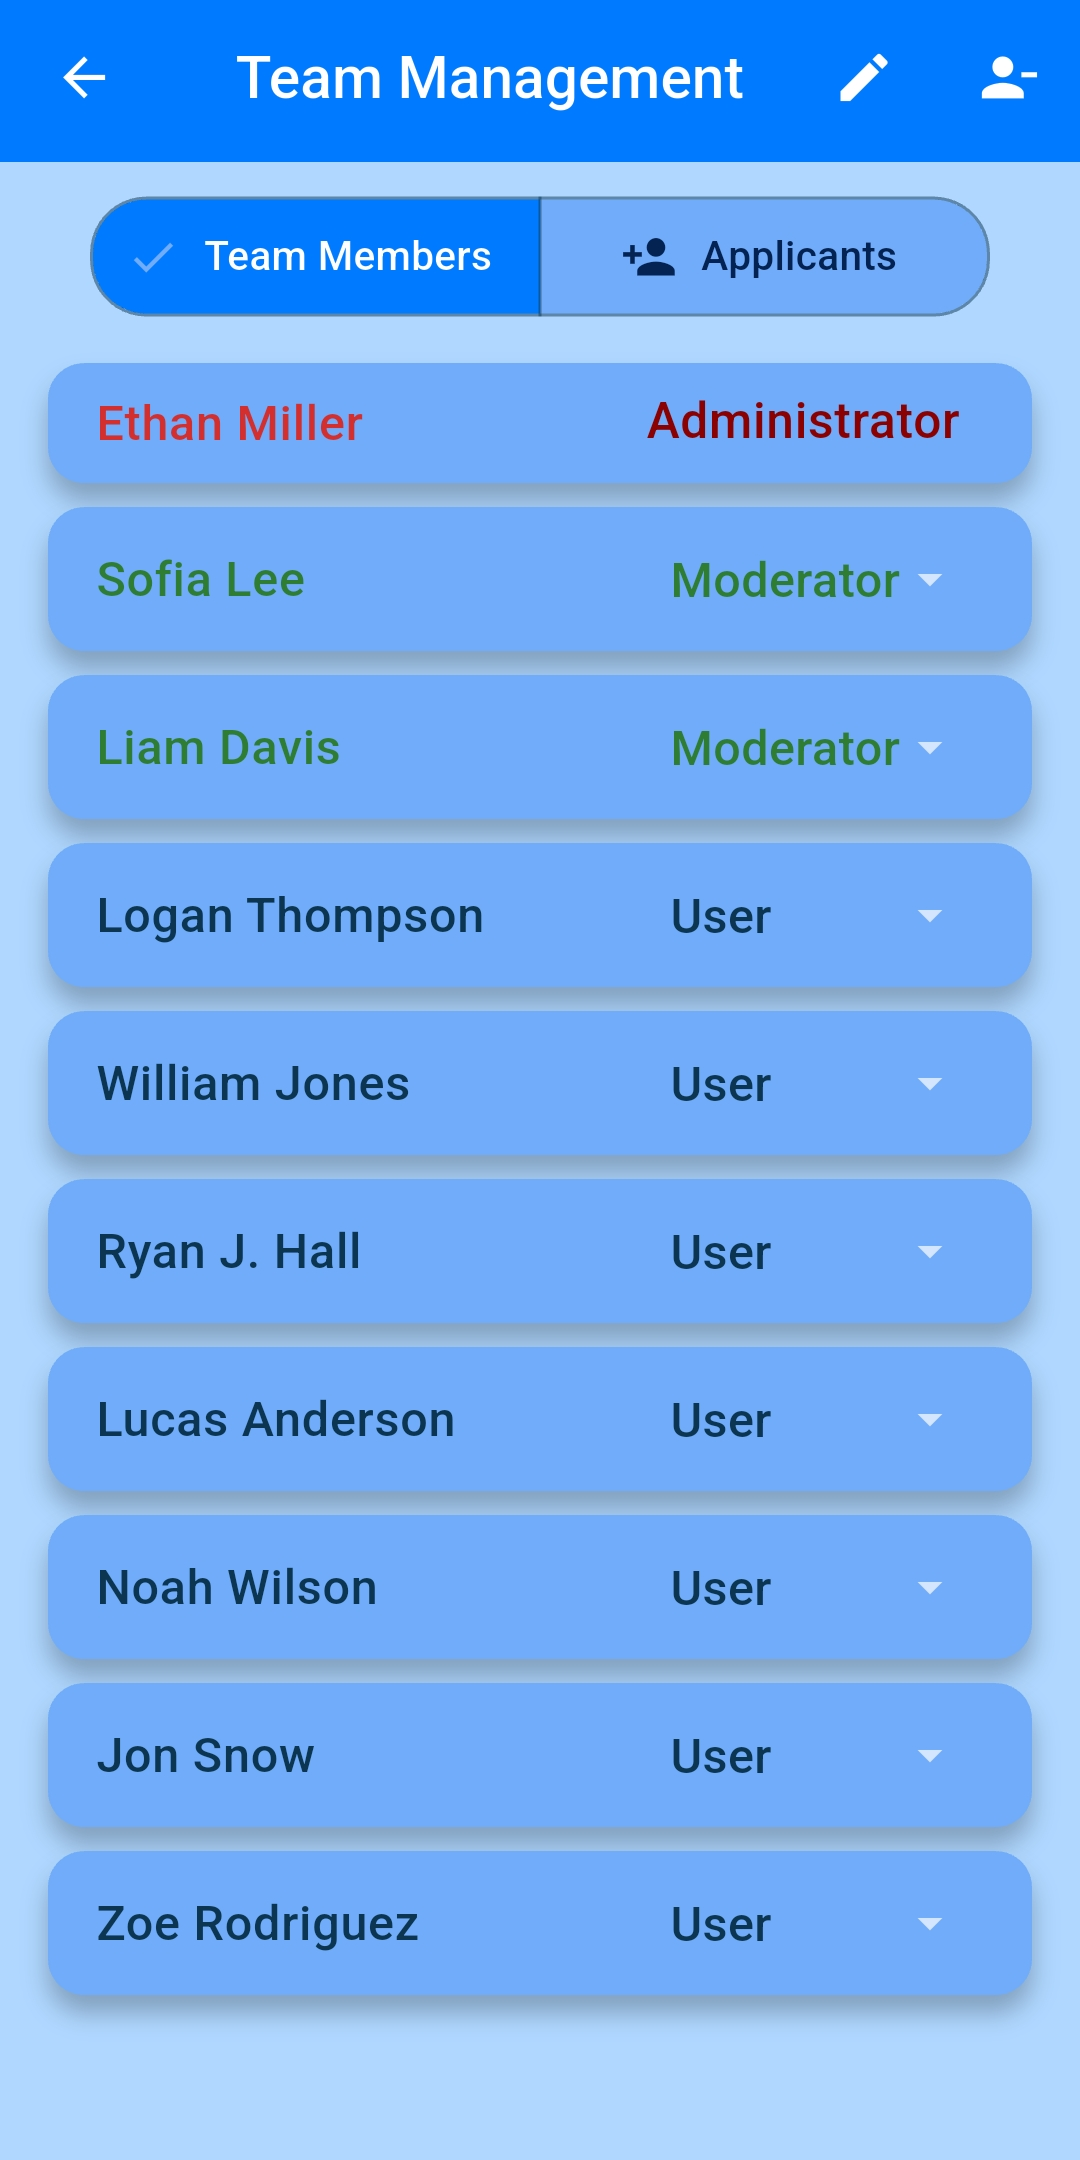 Team Management
Team Members Applicants
Ethan Miller Administrator
Sofia Lee Moderator
Liam Davis Moderator
Logan Thompson User
William Jones User
Ryan J. Hall User
Lucas Anderson User
Noah Wilson User
Jon Snow User
Zoe Rodriguez User